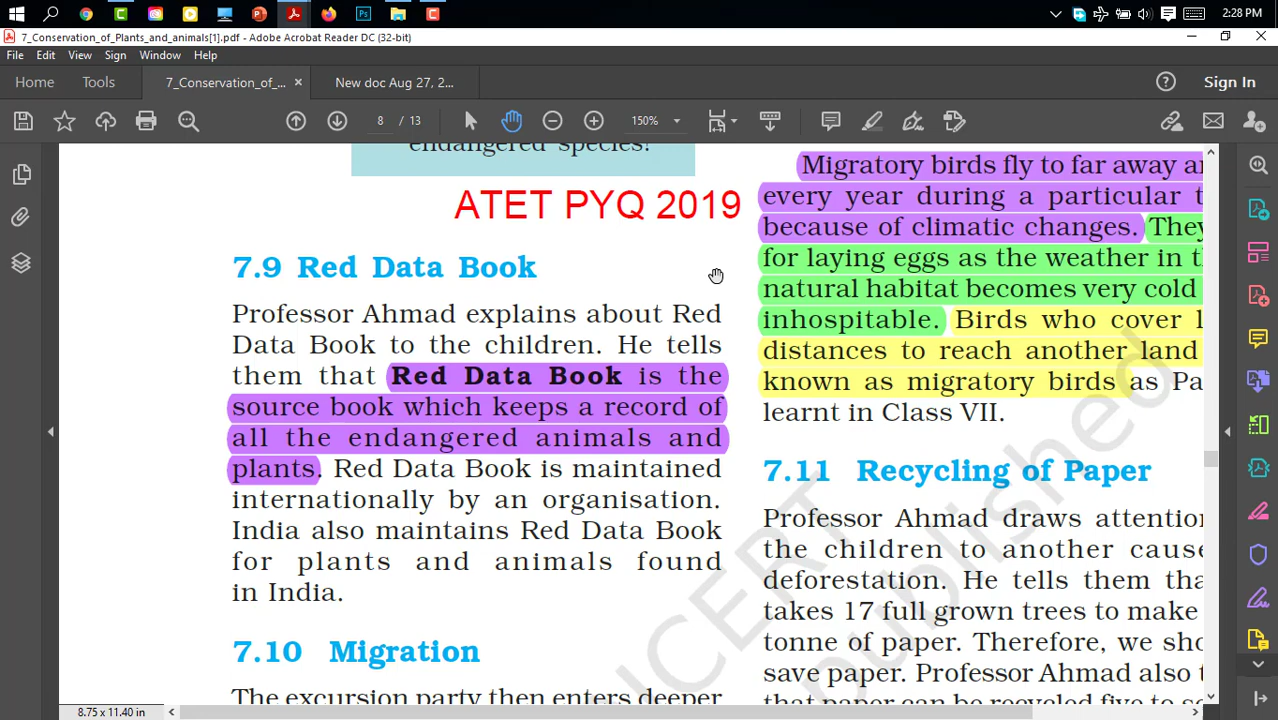 2:28 PM
7_Conservation_of_Plants_and_animals[1].pdf - Adobe Acrobat Reader DC (32-bit)
File Edit View Sign Window Help
Home Tools 7_Conservation_of_... × New doc Aug 27, 2... Sign In
8 / 13 150%
endangered species?
ATET PYQ 2019
7.9 Red Data Book
Professor Ahmad explains about Red
Data Book to the children. He tells
them that Red Data Book is the
source book which keeps a record of
all the endangered animals and
plants. Red Data Book is maintained
internationally by an organisation.
India also maintains Red Data Book
for plants and animals found
in India.
7.10 Migration
The excursion party then enters deeper
Migratory birds fly to far away
every year during a particular
because of climatic changes. They
for laying eggs as the weather in
natural habitat becomes very cold
inhospitable. Birds who cover
distances to reach another land
known as migratory birds as
learnt in Class VII.
7.11 Recycling of Paper
Professor Ahmad draws
the children to another cause
deforestation. He tells them
takes 17 full grown trees to make
tonne of paper. Therefore, we
save paper. Professor Ahmad also
that paper can be recycled five to
published
8.75 x 11.40 in